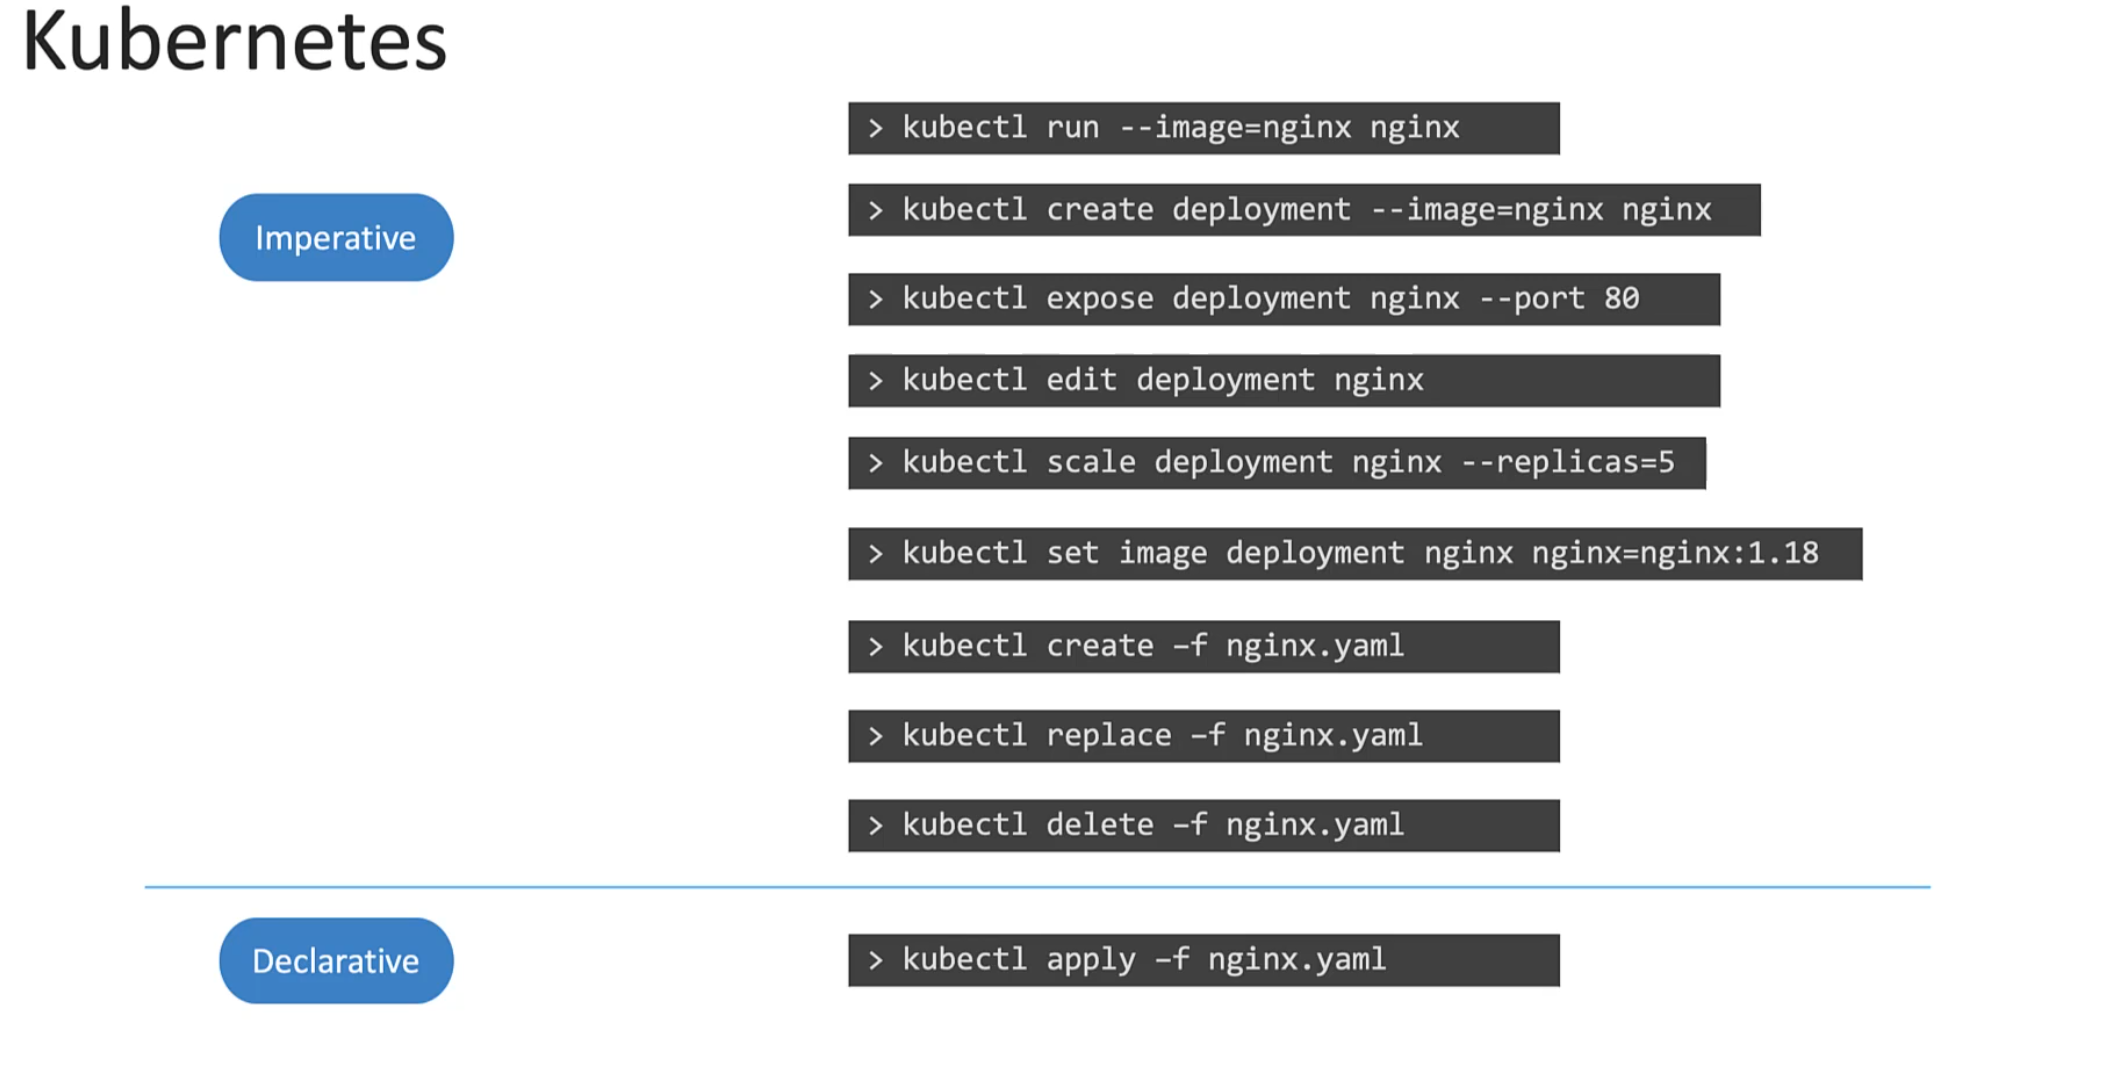 Kubernetes
> kubectl run --image=nginx nginx
> kubectl create deployment --image=nginx nginx
Imperative
> kubectl expose deployment nginx --port 80
> kubectl edit deployment nginx
> kubectl scale deployment nginx --replicas=5
> kubectl set image deployment nginx nginx=nginx:1.18
> kubectl create –f nginx.yaml
> kubectl replace –f nginx.yaml
> kubectl delete –f nginx.yaml
Declarative
> kubectl apply –f nginx.yaml